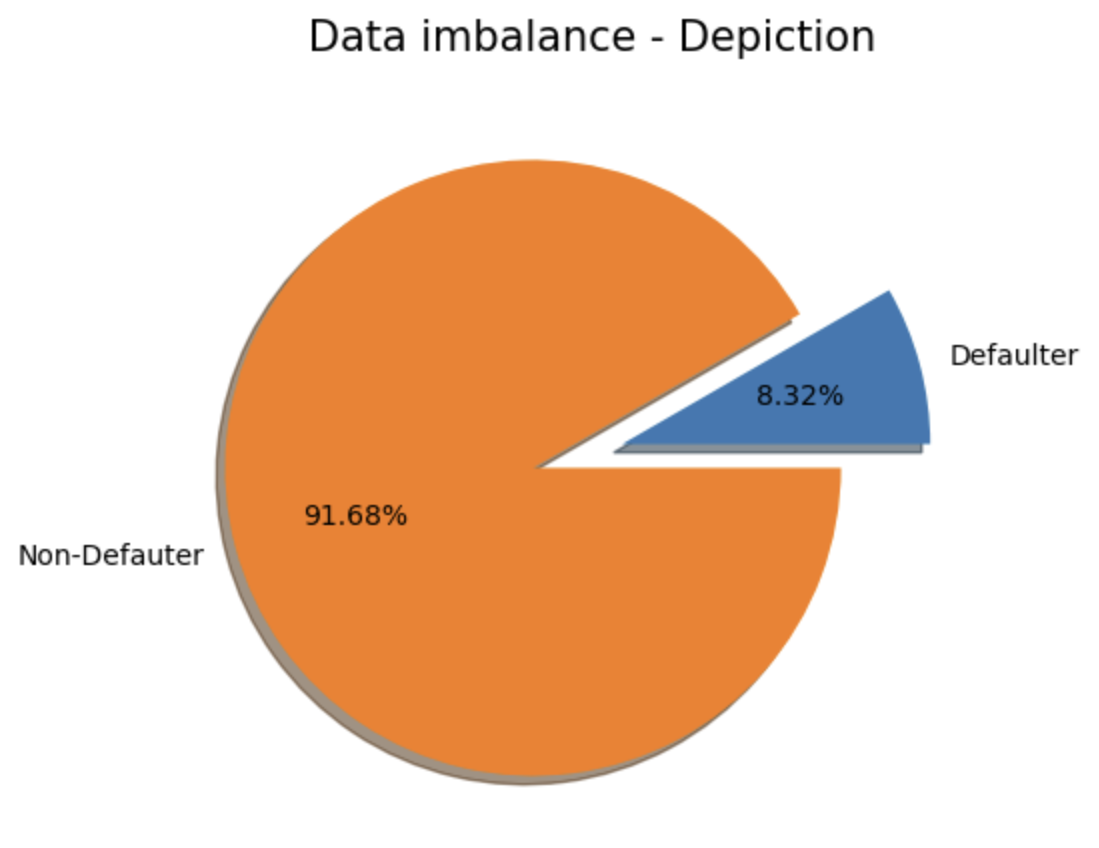 Data imbalance - Depiction
Defaulter
8.32%
91.68%
Non-Defauter